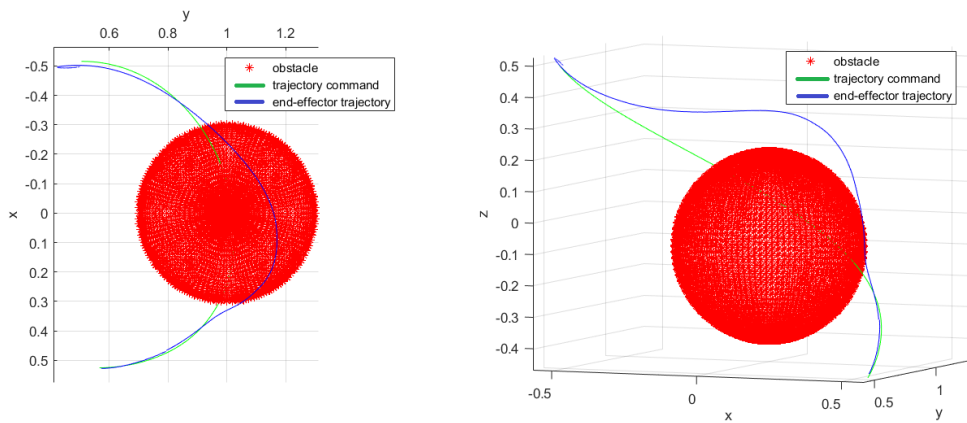 y
0.6 0.8 1 1.2
-0.5
-0.4
-0.3
-0.2
-0.1
0
0.1
0.2
0.3
0.4
0.5
x
obstacle
trajectory command
end-effector trajectory
0.5
0.4
0.3
0.2
0.1
0
-0.1
-0.2
-0.3
-0.4
z
obstacle
trajectory command
end-effector trajectory
-0.5 0 0.5
x
0.5 1
y